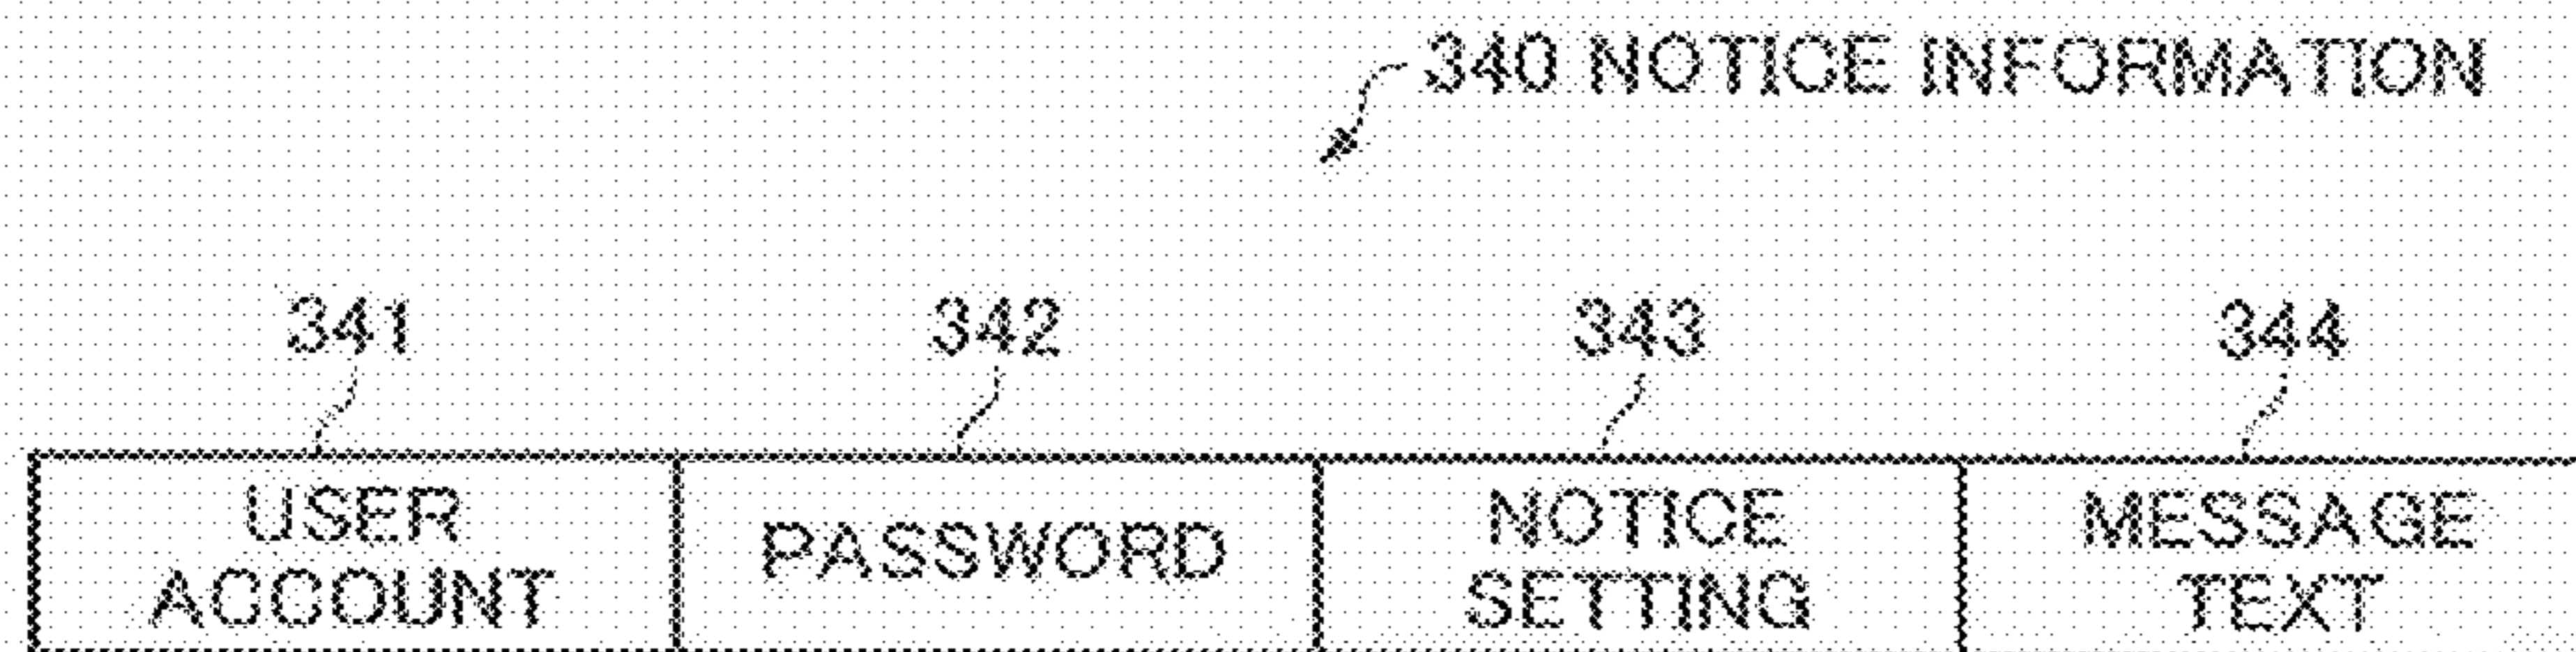 340 NOTICE INFORMATION
341 342 343 344
USER ACCOUNT
PASSWORD
NOTICE SETTING
MESSAGE TEXT